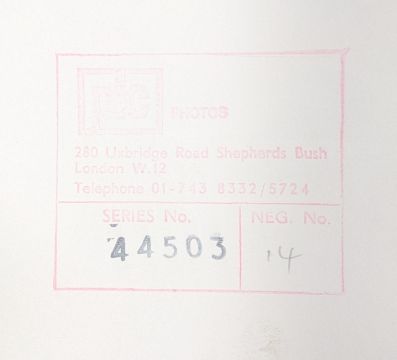 PHOTOS
280 Uxbridge Road Shepherds Bush
London W.12
Telephone 01-743 8332/5724
SERIES No. NEG. No.
44503 14